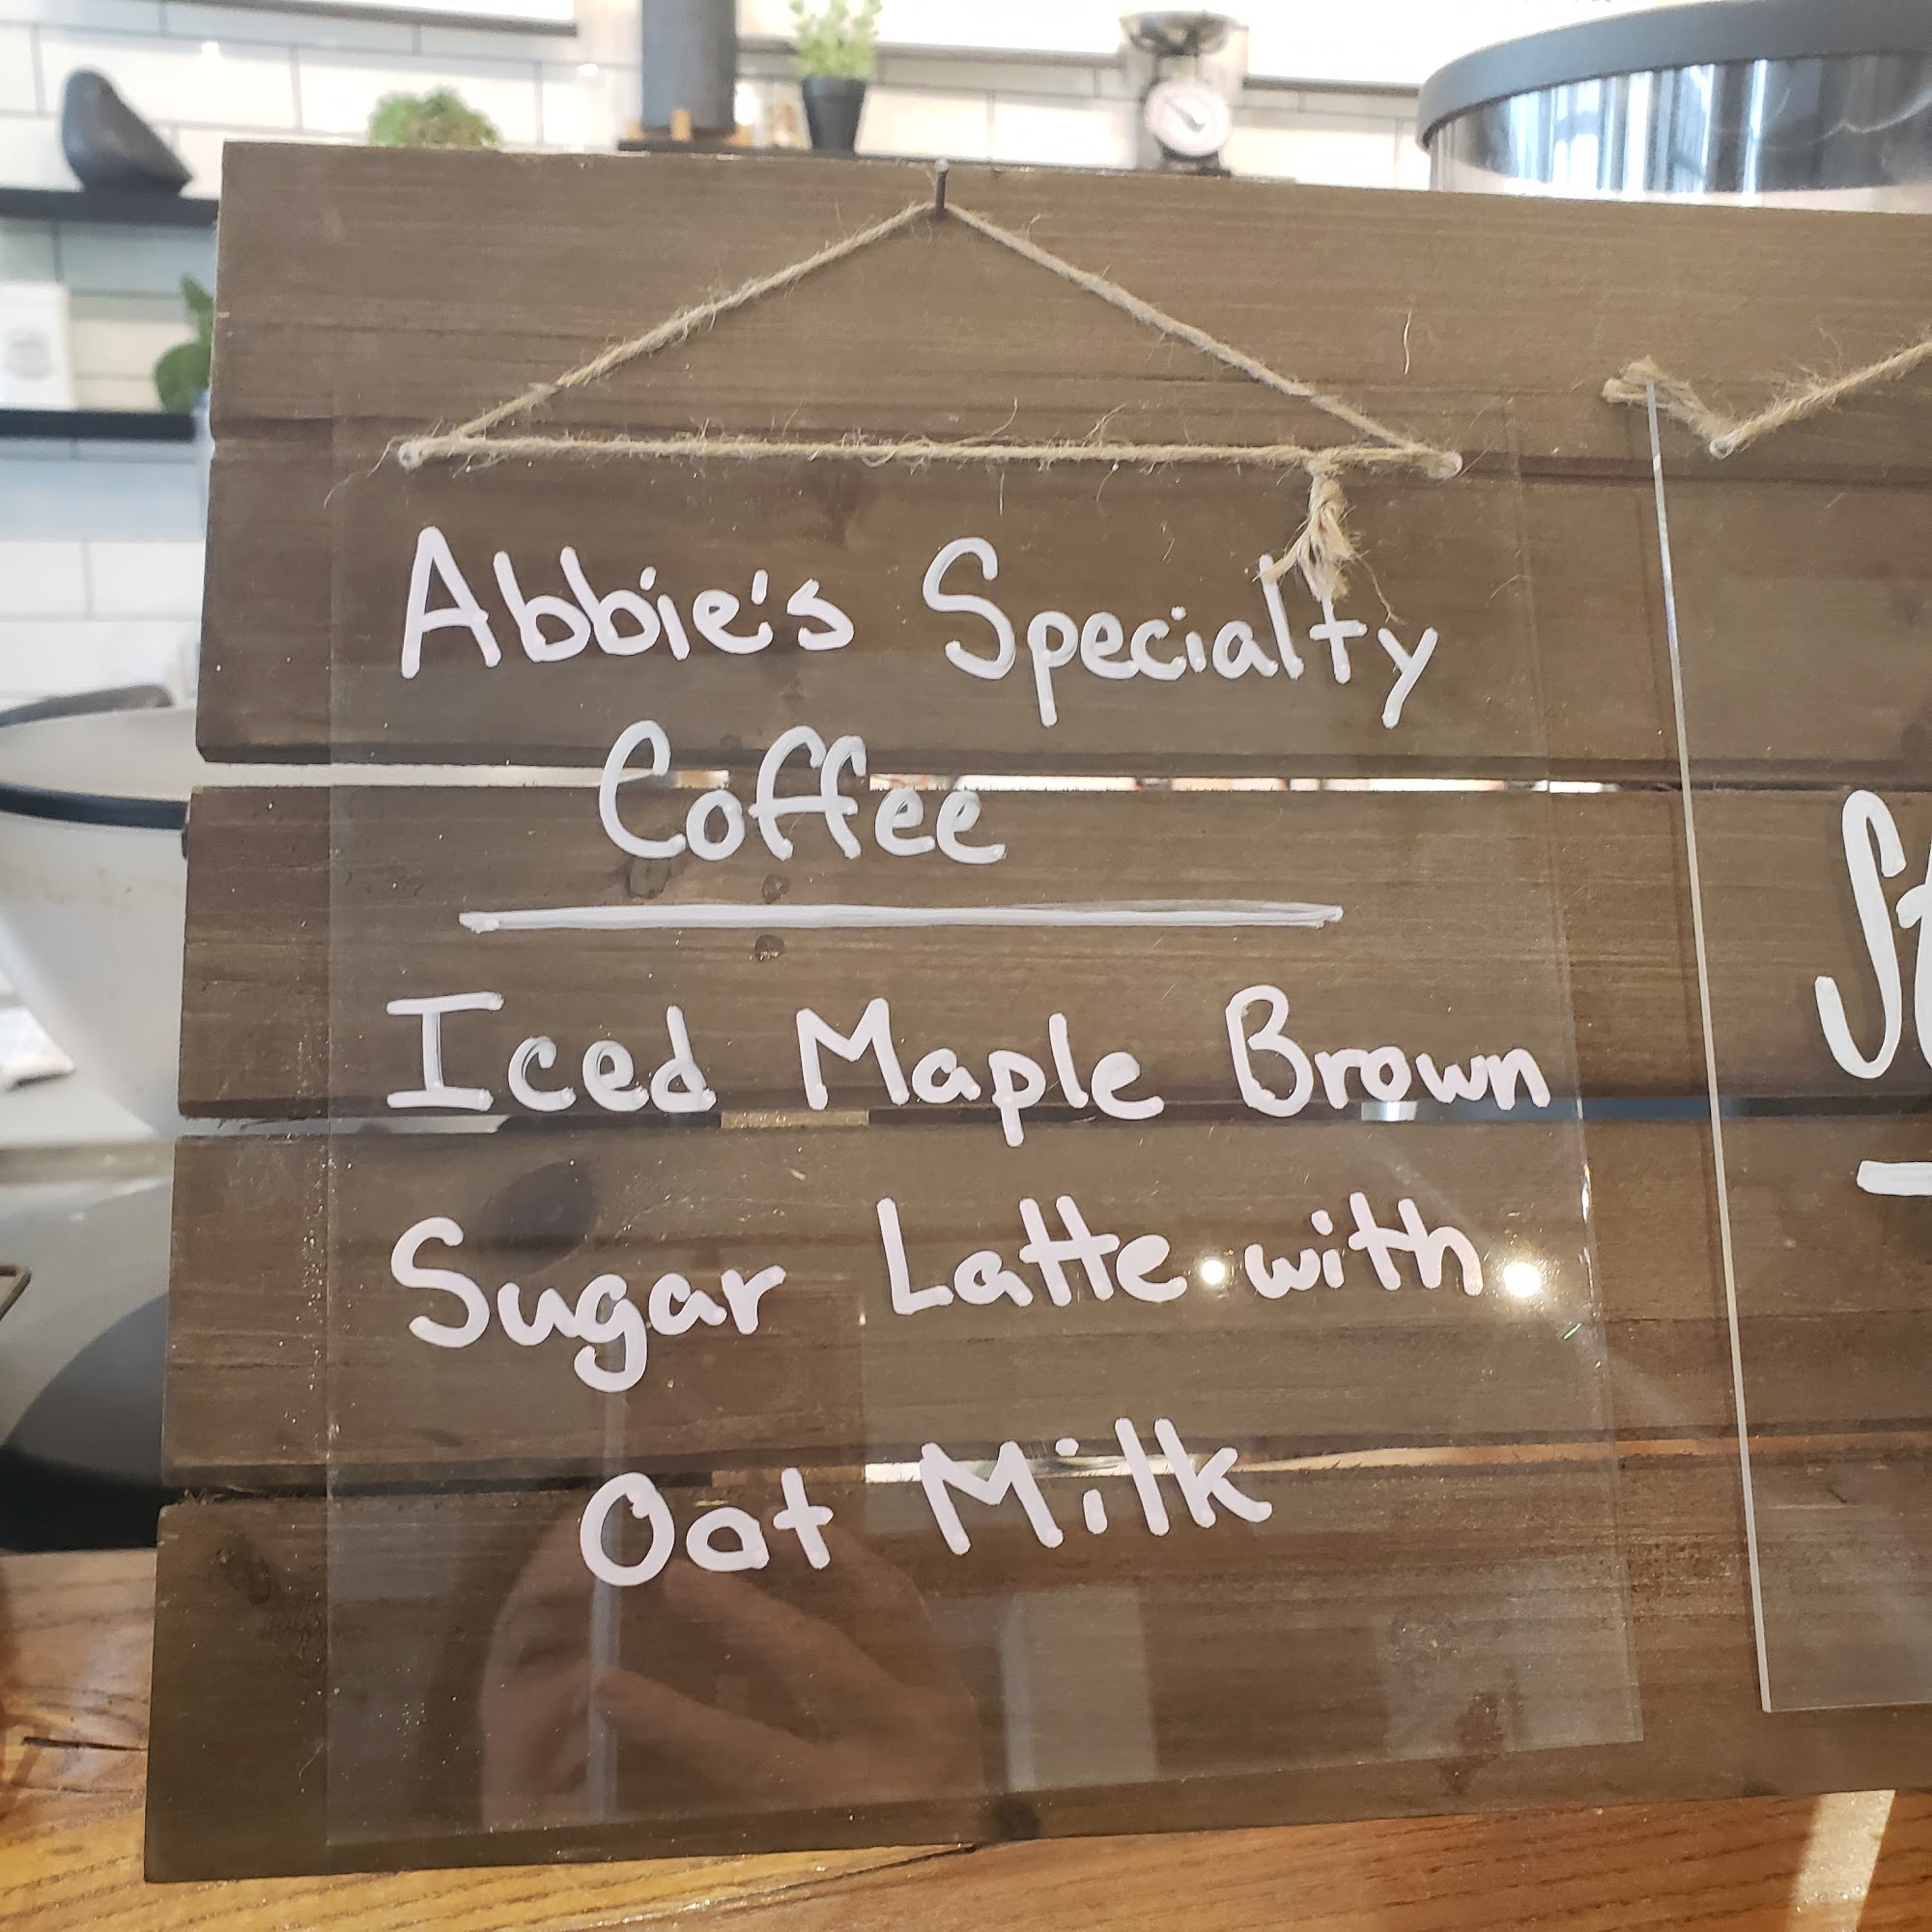 Abbie's Specialty
Coffee
Iced Maple Brown
Sugar Latte with
Oat Milk